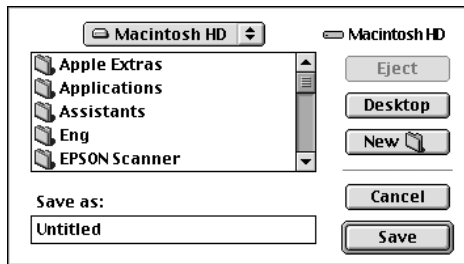 Macintosh HD
Macintosh HD
Apple Extras
Applications
Assistants
Eng
EPSON Scanner
Eject
Desktop
New
Save as:
Untitled
Cancel
Save